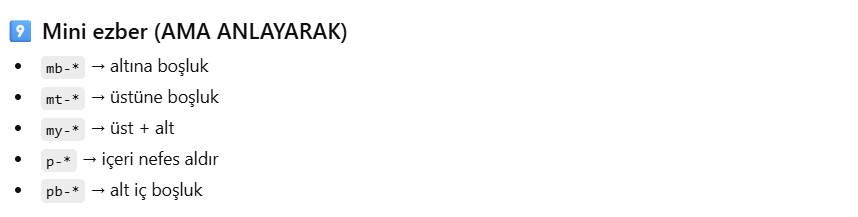 9 Mini ezber (AMA ANLAYARAK)
• mb-* → altına boşluk
• mt-* → üstüne boşluk
• my-* → üst + alt
• p-* → içeri nefes aldır
• pb-* → alt iç boşluk